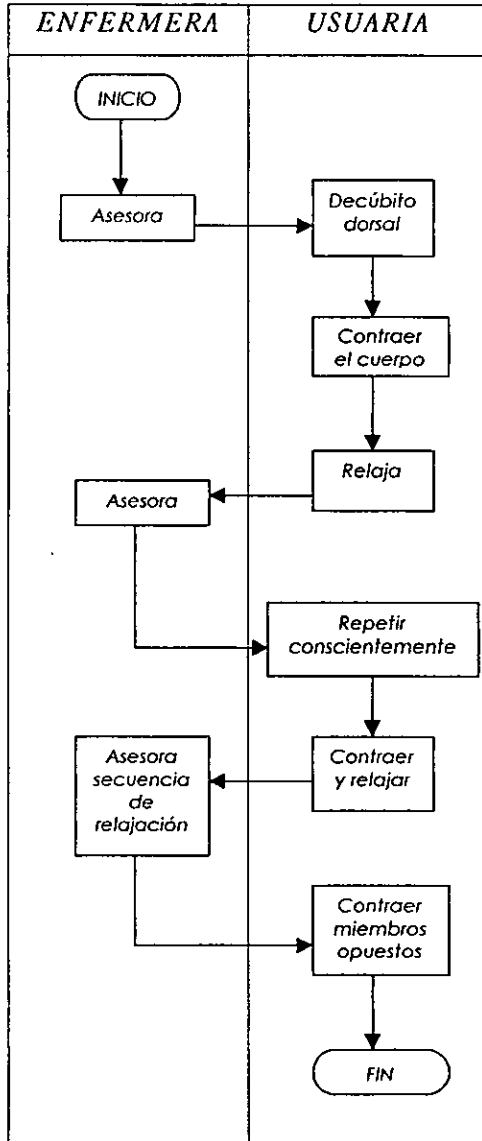 ENFERMERA
USUARIA
INICIO
Asesora
Decúbito
dorsal
Contraer
el cuerpo
Relaja
Asesora
Repetir
conscientemente
Contraer
y relajar
Asesora
secuencia
de
relajación
Contraer
miembros
opuestos
FIN